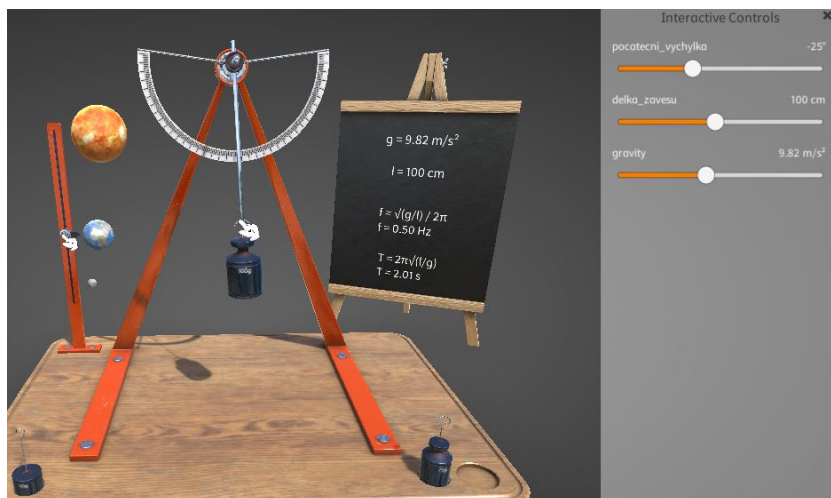 g = 9.82 m/s²
l = 100 cm
f = √(g/l) / 2π
f = 0.50 Hz
T = 2π√(l/g)
T = 2.01 s
100g
Interactive Controls
pocatecni_vychylka -25°
delka_zavesu 100 cm
gravity 9.82 m/s²